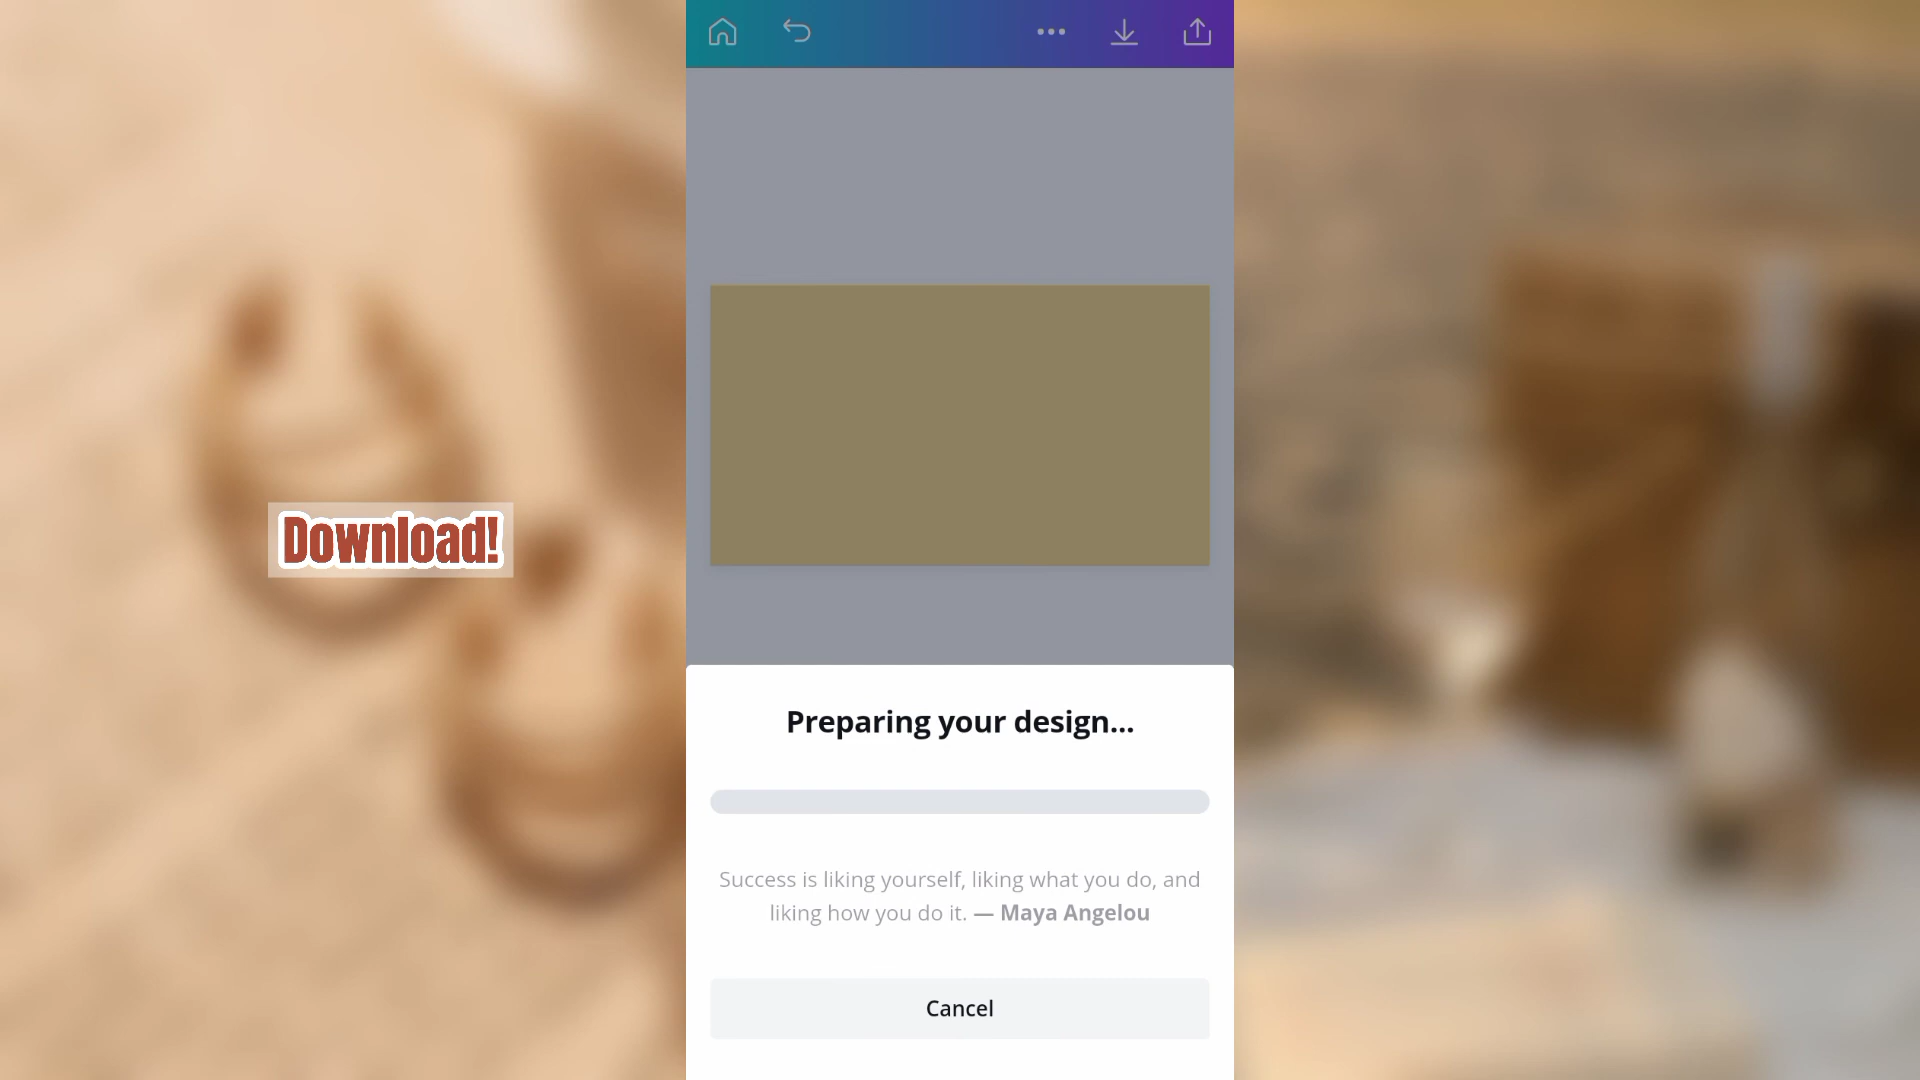 Download!
Preparing your design...
Success is liking yourself, liking what you do, and
liking how you do it. — Maya Angelou
Cancel